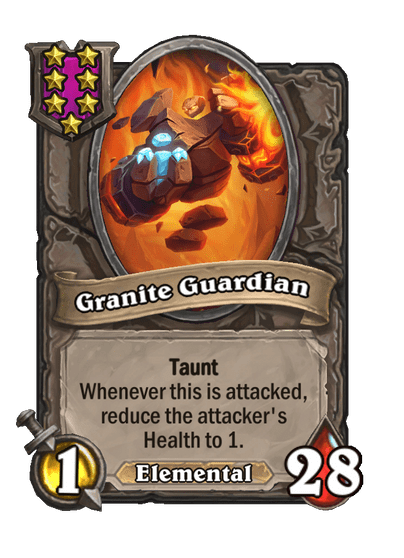 Granite Guardian
Taunt
Whenever this is attacked,
reduce the attacker's
Health to 1.
1
Elemental
28